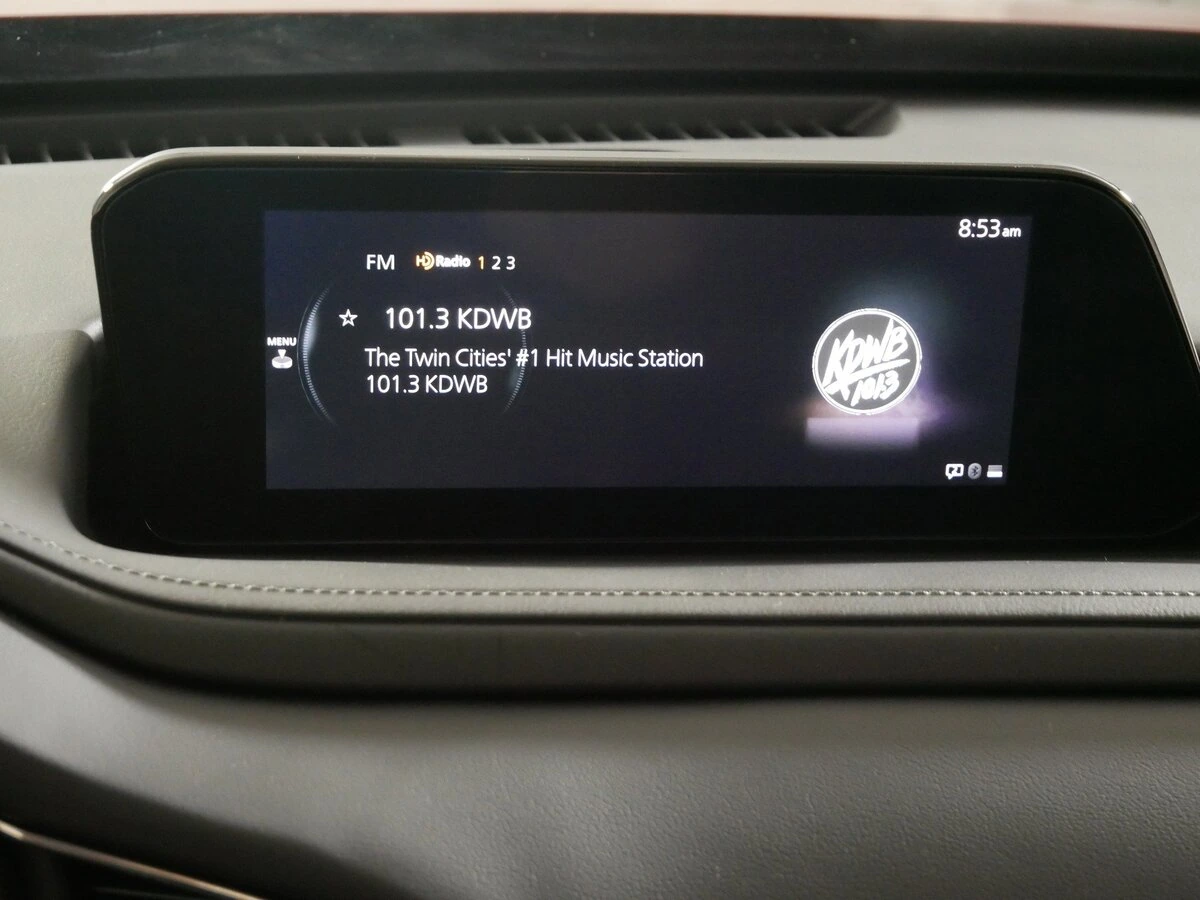 8:53am
FM HD Radio 1 2 3
☆ 101.3 KDWB
MENU
The Twin Cities' #1 Hit Music Station
101.3 KDWB
KDWB
101.3